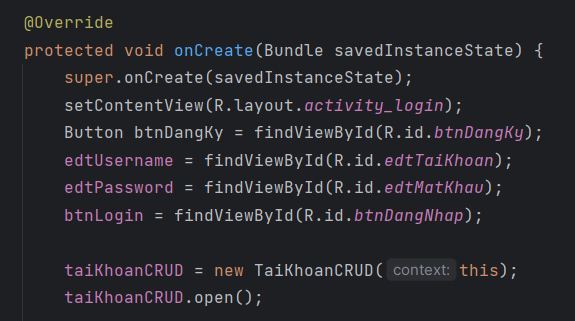 @Override
protected void onCreate(Bundle savedInstanceState) {
super.onCreate(savedInstanceState);
setContentView(R.layout.activity_login);
Button btnDangKy = findViewById(R.id.btnDangKy);
edtUsername = findViewById(R.id.edtTaiKhoan);
edtPassword = findViewById(R.id.edtMatKhau);
btnLogin = findViewById(R.id.btnDangNhap);
taiKhoanCRUD = new TaiKhoanCRUD( context: this);
taiKhoanCRUD.open();